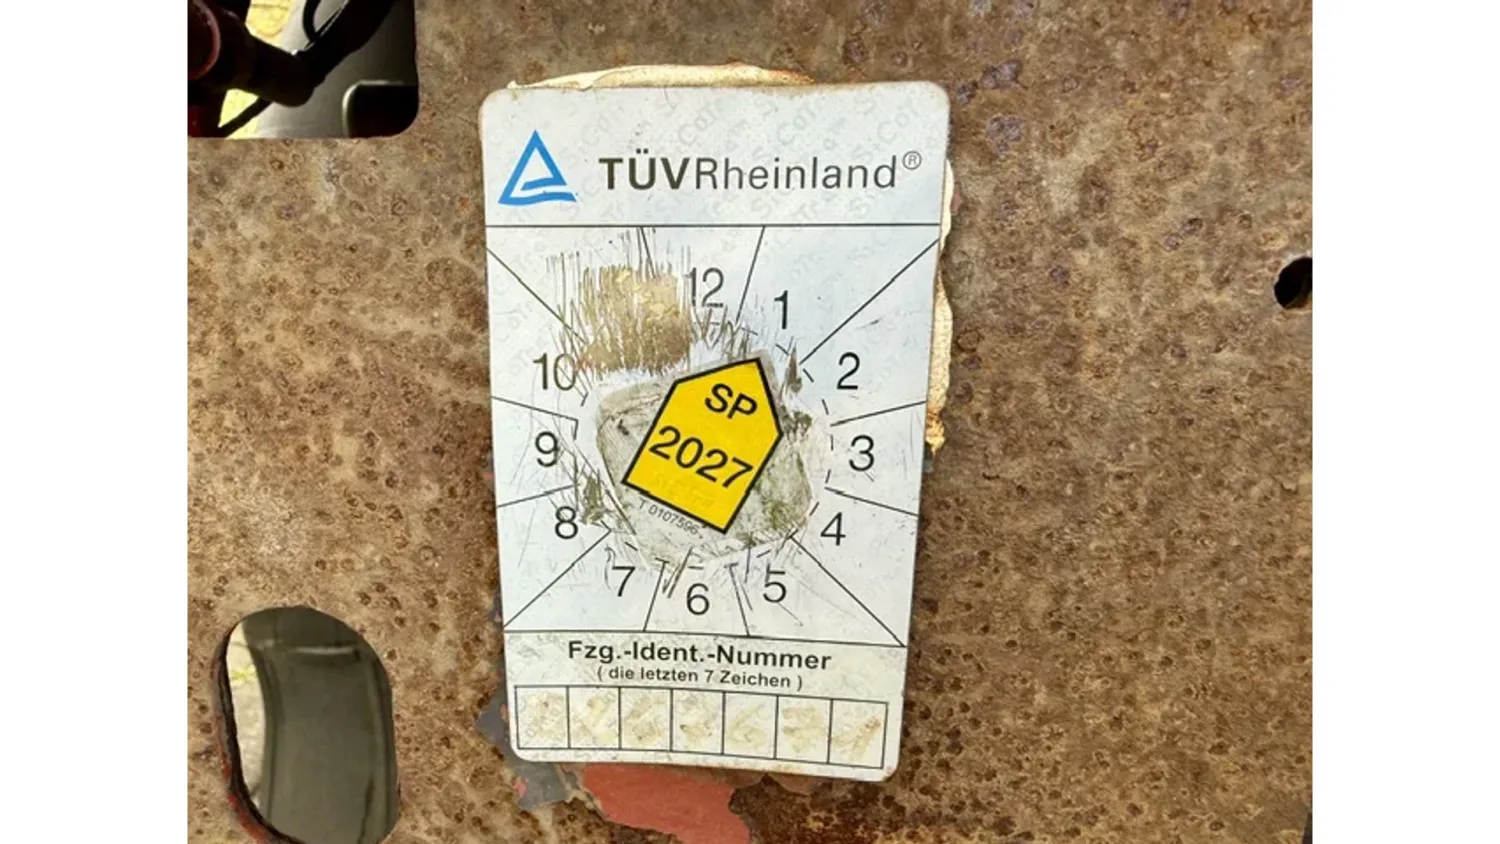 TÜVRheinland®
12
1
10
2
9
3
8
4
7
6
5
SP
2027
T 0107596
Fzg.-Ident.-Nummer
( die letzten 7 Zeichen )